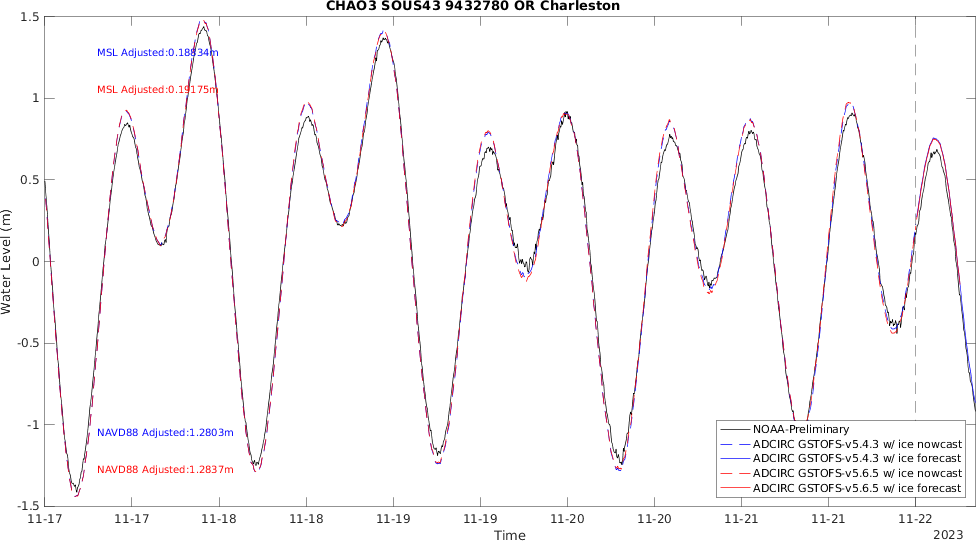 CHAO3 SOUS43 9432780 OR Charleston
1.5
1
0.5
0
-0.5
-1
-1.5
Water Level (m)
MSL Adjusted:0.18834m
MSL Adjusted:0.19175m
NAVD88 Adjusted:1.2803m
NAVD88 Adjusted:1.2837m
NOAA-Preliminary
ADCIRC GSTOFS-v5.4.3 w/ ice nowcast
ADCIRC GSTOFS-v5.4.3 w/ ice forecast
ADCIRC GSTOFS-v5.6.5 w/ ice nowcast
ADCIRC GSTOFS-v5.6.5 w/ ice forecast
11-17 11-17 11-18 11-18 11-19 11-19 11-20 11-20 11-21 11-21 11-22
Time
2023